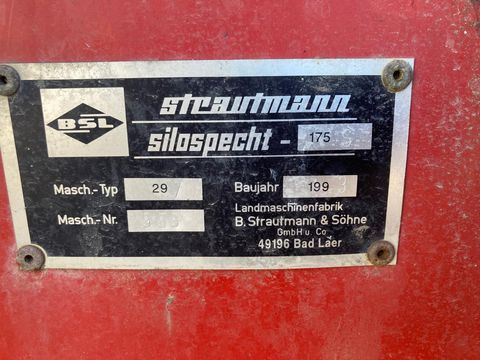 BSL
strautmann
silospecht - 175
Masch.-Typ 29
Baujahr 199
Masch.-Nr.
Landmaschinenfabrik
B. Strautmann & Söhne
GmbH u. Co
49196 Bad Laer